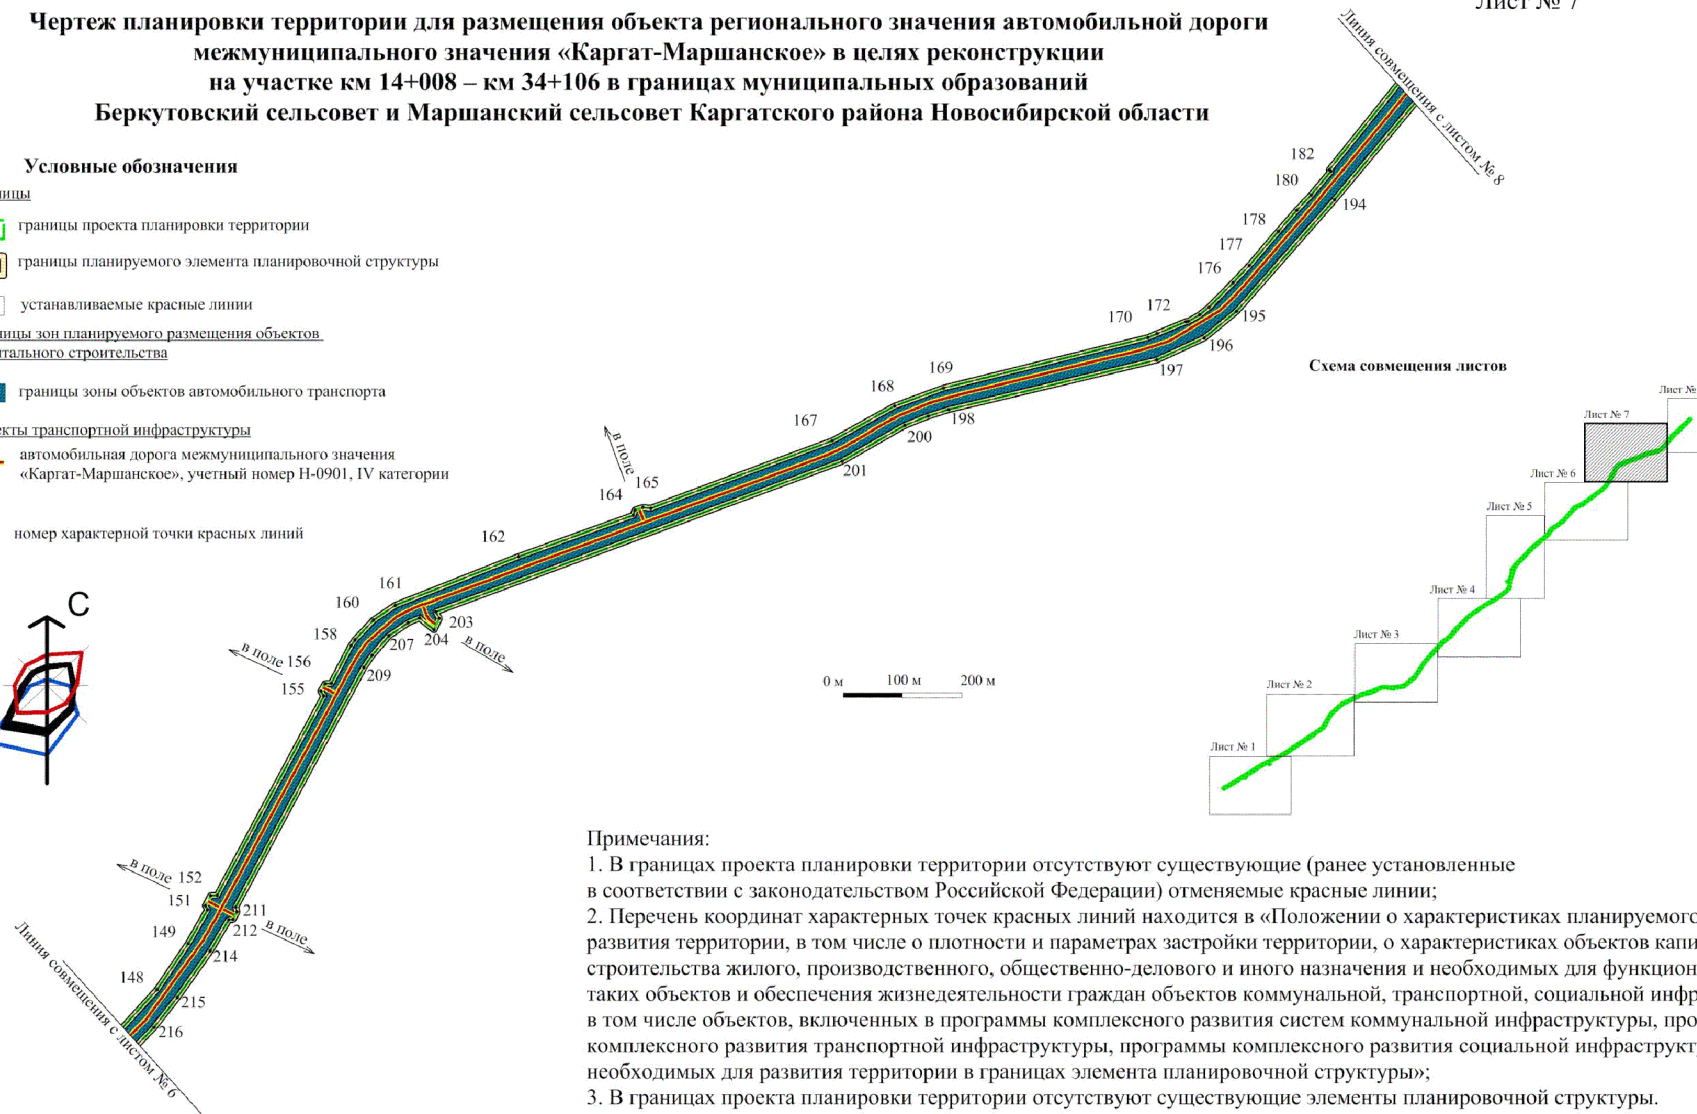 Лист № 7
Чертеж планировки территории для размещения объекта регионального значения автомобильной дороги
межмуниципального значения «Каргат-Маршанское» в целях реконструкции
на участке км 14+008 – км 34+106 в границах муниципальных образований
Беркутовский сельсовет и Маршанский сельсовет Каргатского района Новосибирской области
Условные обозначения
границы проекта планировки территории
границы планируемого элемента планировочной структуры
устанавливаемые красные линии
зон планируемого размещения объектов
строительства
границы зоны объектов автомобильного транспорта
транспортной инфраструктуры
автомобильная дорога межмуниципального значения
«Каргат-Маршанское», учетный номер Н-0901, IV категории
номер характерной точки красных линий
С
Линия совмещения с листом № 8
182
180
194
178
177
176
195
172
170
196
197
169
168
198
167
200
201
в поле
165
164
162
161
160
203
204
207
158
в поле
в поле 156
155
209
в поле 152
151
211
212
в поле
149
214
148
215
216
Линия совмещения с листом № 6
0 м 100 м 200 м
Схема совмещения листов
Лист №
Лист № 7
Лист № 6
Лист № 5
Лист № 4
Лист № 3
Лист № 2
Лист № 1
Примечания:
1. В границах проекта планировки территории отсутствуют существующие (ранее установленные
в соответствии с законодательством Российской Федерации) отменяемые красные линии;
2. Перечень координат характерных точек красных линий находится в «Положении о характеристиках планируемого
развития территории, в том числе о плотности и параметрах застройки территории, о характеристиках объектов капи
строительства жилого, производственного, общественно-делового и иного назначения и необходимых для функцион
таких объектов и обеспечения жизнедеятельности граждан объектов коммунальной, транспортной, социальной инфр
в том числе объектов, включенных в программы комплексного развития систем коммунальной инфраструктуры, про
комплексного развития транспортной инфраструктуры, программы комплексного развития социальной инфраструкт
необходимых для развития территории в границах элемента планировочной структуры»;
3. В границах проекта планировки территории отсутствуют существующие элементы планировочной структуры.